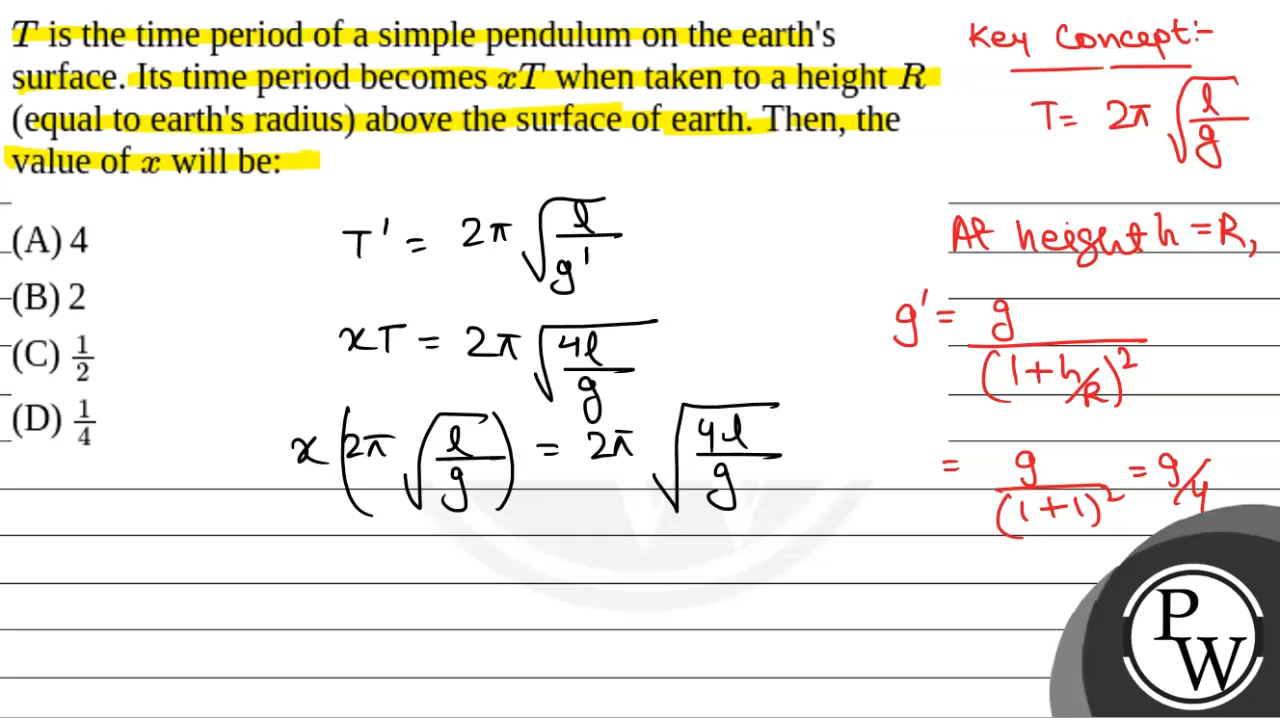 T is the time period of a simple pendulum on the earth's
surface. Its time period becomes xT when taken to a height R
(equal to earth's radius) above the surface of earth. Then, the
value of x will be:
(A) 4
(B) 2
(C) 1/2
(D) 1/4
T' = 2π √(l/g')
xT = 2π √(4l/g)
x (2π √(l/g)) = 2π √(4l/g)
Key Concept:-
T = 2π √(l/g)
At height h = R,
g' = g/(1+h/R)²
= g/(1+1)² = g/4
PW